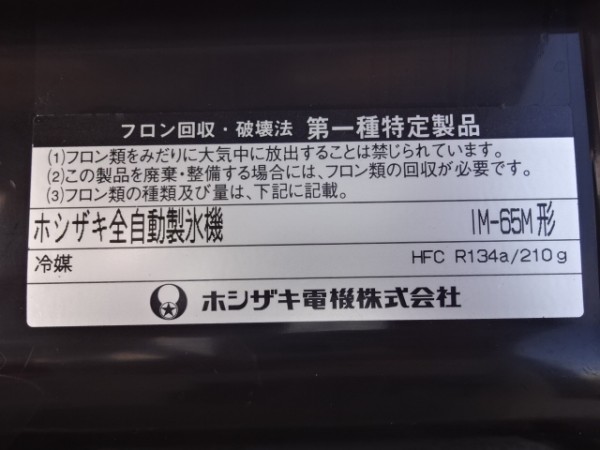 フロン回収・破壊法 第一種特定製品
(1)フロン類をみだりに大気中に放出することは禁じられています。
(2)この製品を廃棄・整備する場合には、フロン類の回収が必要です。
(3)フロン類の種類及び量は、下記に記載。
ホシザキ全自動製氷機 IM-65M形
冷媒 HFC R134a/210g
ホシザキ電機株式会社